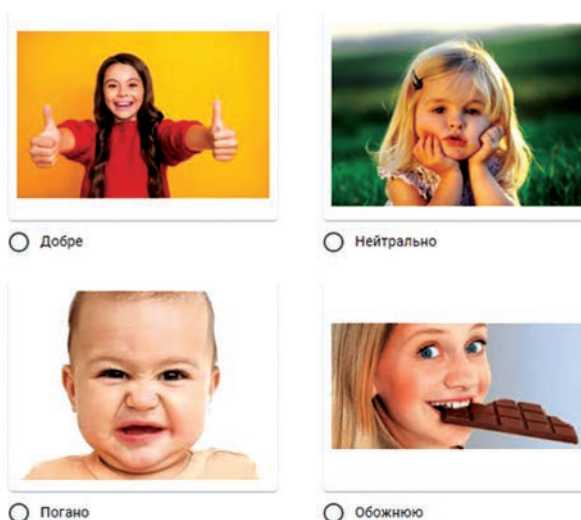 Добре
Нейтрально
Погано
Обожнюю